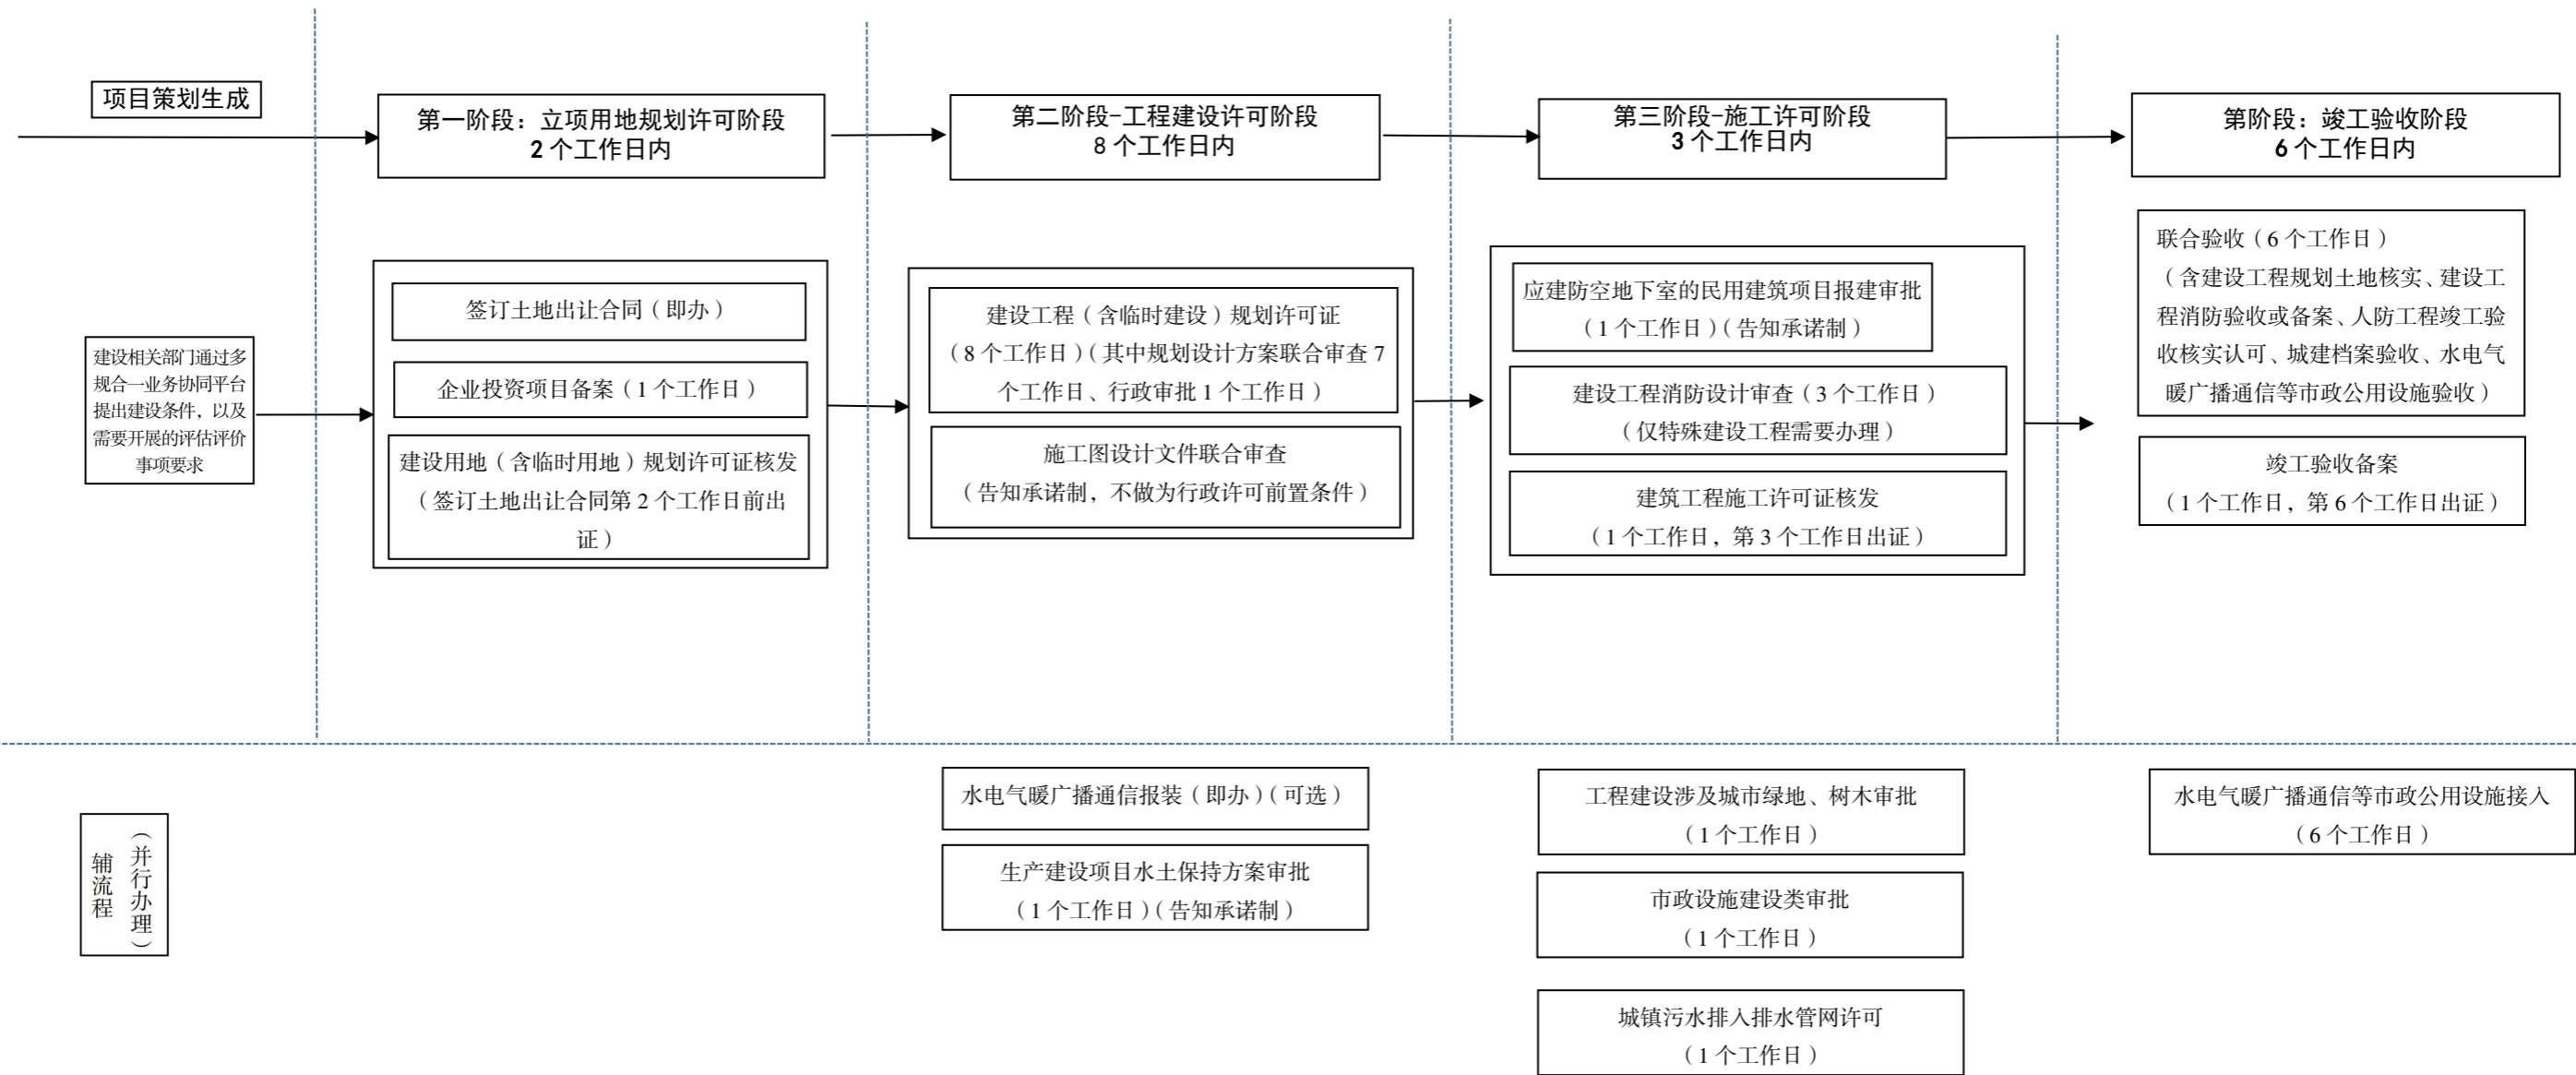 项目策划生成
第一阶段：立项用地规划许可阶段
2 个工作日内
第二阶段-工程建设许可阶段
8 个工作日内
第三阶段-施工许可阶段
3 个工作日内
第阶段：竣工验收阶段
6 个工作日内
建设相关部门通过多
规合一业务协同平台
提出建设条件，以及
需要开展的评估评价
事项要求
签订土地出让合同（即办）
企业投资项目备案（1 个工作日）
建设用地（含临时用地）规划许可证核发
（签订土地出让合同第 2 个工作日前出
证）
建设工程（含临时建设）规划许可证
（8 个工作日）（其中规划设计方案联合审查 7
个工作日、行政审批 1 个工作日）
施工图设计文件联合审查
（告知承诺制，不做为行政许可前置条件）
应建防空地下室的民用建筑项目报建审批
（1 个工作日）（告知承诺制）
建设工程消防设计审查（3 个工作日）
（仅特殊建设工程需要办理）
建筑工程施工许可证核发
（1 个工作日，第 3 个工作日出证）
联合验收（6 个工作日）
（含建设工程规划土地核实、建设工
程消防验收或备案、人防工程竣工验
收核实认可、城建档案验收、水电气
暖广播通信等市政公用设施验收）
竣工验收备案
（1 个工作日，第 6 个工作日出证）
辅流程
（并行办理）
水电气暖广播通信报装（即办）（可选）
生产建设项目水土保持方案审批
（1 个工作日）（告知承诺制）
工程建设涉及城市绿地、树木审批
（1 个工作日）
市政设施建设类审批
（1 个工作日）
城镇污水排入排水管网许可
（1 个工作日）
水电气暖广播通信等市政公用设施接入
（6 个工作日）